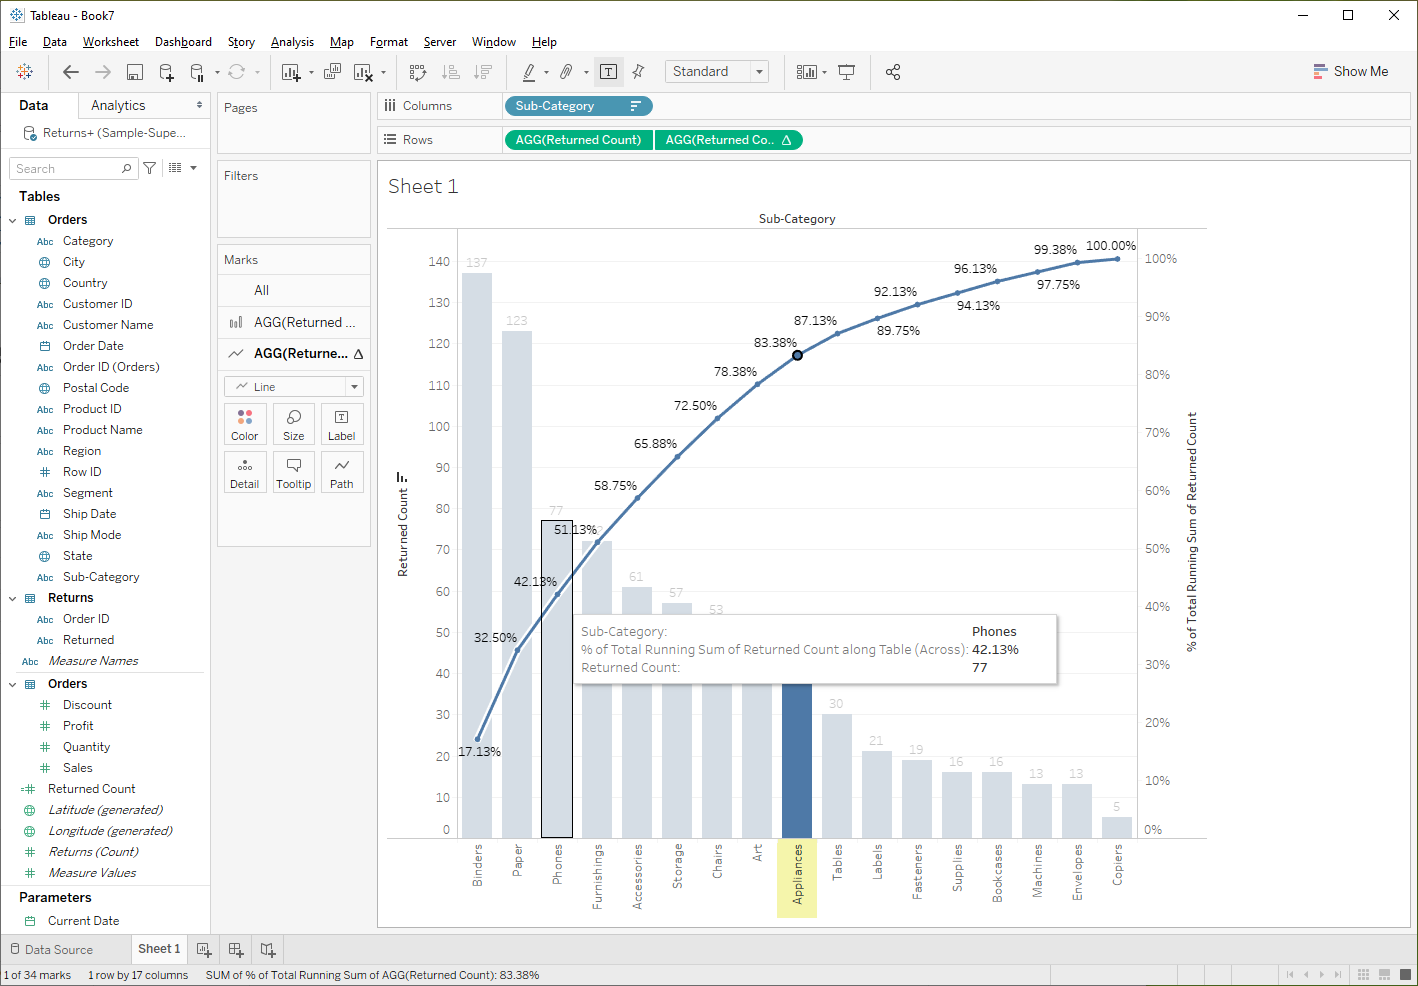 Tableau - Book7
File Data Worksheet Dashboard Story Analysis Map Format Server Window Help
Standard
Show Me
Data Analytics
Returns+ (Sample-Supe...
Search
Tables
Orders
Abc Category
City
Country
Abc Customer ID
Abc Customer Name
Order Date
Abc Order ID (Orders)
Postal Code
Abc Product ID
Abc Product Name
Abc Region
# Row ID
Abc Segment
Ship Date
Abc Ship Mode
State
Abc Sub-Category
Returns
Abc Order ID
Abc Returned
Abc Measure Names
Orders
# Discount
# Profit
# Quantity
# Sales
=# Returned Count
Latitude (generated)
Longitude (generated)
# Returns (Count)
# Measure Values
Parameters
Current Date
Pages
Filters
Marks
All
AGG(Returned ...
AGG(Returne... Δ
Line
Color Size Label
Detail Tooltip Path
Columns Sub-Category
Rows AGG(Returned Count) AGG(Returned Co.. Δ
Sheet 1
Sub-Category
Returned Count
140
130
120
110
100
90
80
70
60
50
40
30
20
10
0
137
123
77
61
57
53
30
21
19
16
16
13
13
5
17.13%
32.50%
42.13%
51.13%
58.75%
65.88%
72.50%
78.38%
83.38%
87.13%
89.75%
92.13%
94.13%
96.13%
97.75%
99.38%
100.00%
Sub-Category: Phones
% of Total Running Sum of Returned Count along Table (Across): 42.13%
Returned Count: 77
100%
90%
80%
70%
60%
50%
40%
30%
20%
10%
0%
% of Total Running Sum of Returned Count
Binders
Paper
Phones
Furnishings
Accessories
Storage
Chairs
Art
Appliances
Tables
Labels
Fasteners
Supplies
Bookcases
Machines
Envelopes
Copiers
Data Source Sheet 1
1 of 34 marks 1 row by 17 columns SUM of % of Total Running Sum of AGG(Returned Count): 83.38%